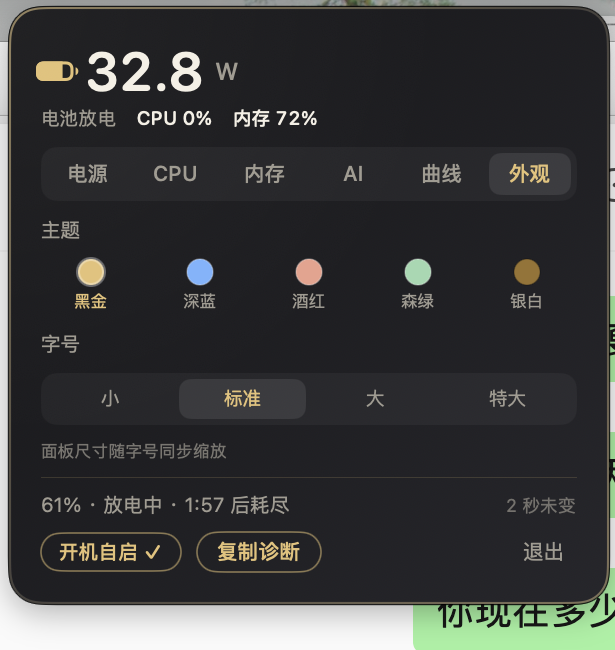 32.8 W
电池放电 CPU 0% 内存 72%
电源 CPU 内存 AI 曲线 外观
主题
黑金 深蓝 酒红 森绿 银白
字号
小 标准 大 特大
面板尺寸随字号同步缩放
61% · 放电中 · 1:57 后耗尽 2 秒未变
开机自启 ✓ 复制诊断 退出
你现在多少